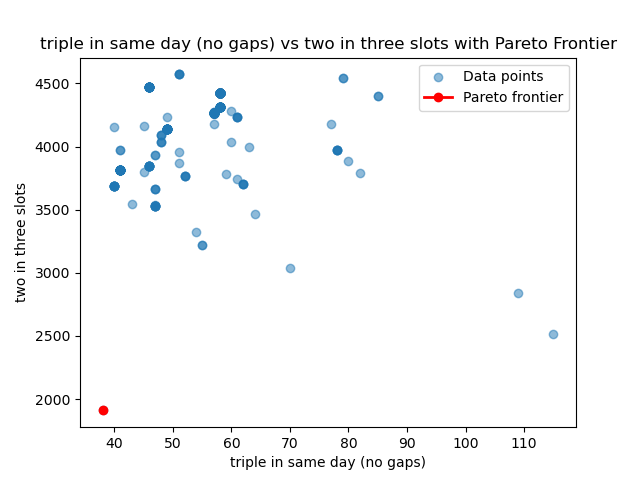 triple in same day (no gaps) vs two in three slots with Pareto Frontier
Data points
Pareto frontier
two in three slots
4500
4000
3500
3000
2500
2000
40 50 60 70 80 90 100 110
triple in same day (no gaps)